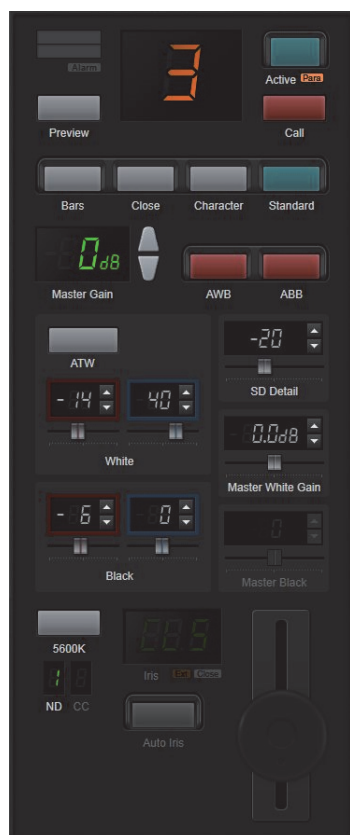 3
Alarm
Active Para
Preview
Call
Bars Close Character Standard
0dB
Master Gain
AWB ABB
ATW
-20
SD Detail
-14 40
White
0.0dB
Master White Gain
-6 0
Black
0
Master Black
5600K
5
Iris Ext Close
1
ND CC
Auto Iris